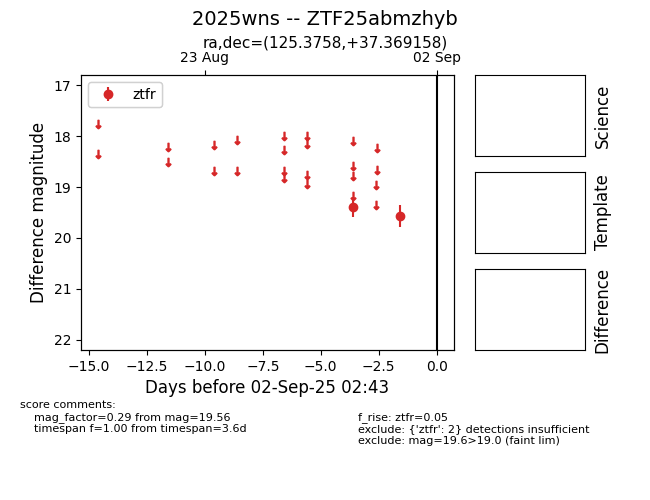 2025wns -- ZTF25abmzhyb
ra,dec=(125.3758,+37.369158)
23 Aug
02 Sep
ztfr
17
18
19
20
21
22
Difference magnitude
−15.0
−12.5
−10.0
−7.5
−5.0
−2.5
0.0
Days before 02-Sep-25 02:43
Science
Template
Difference
score comments:
mag_factor=0.29 from mag=19.56
timespan f=1.00 from timespan=3.6d
f_rise: ztfr=0.05
exclude: {'ztfr': 2} detections insufficient
exclude: mag=19.6>19.0 (faint lim)